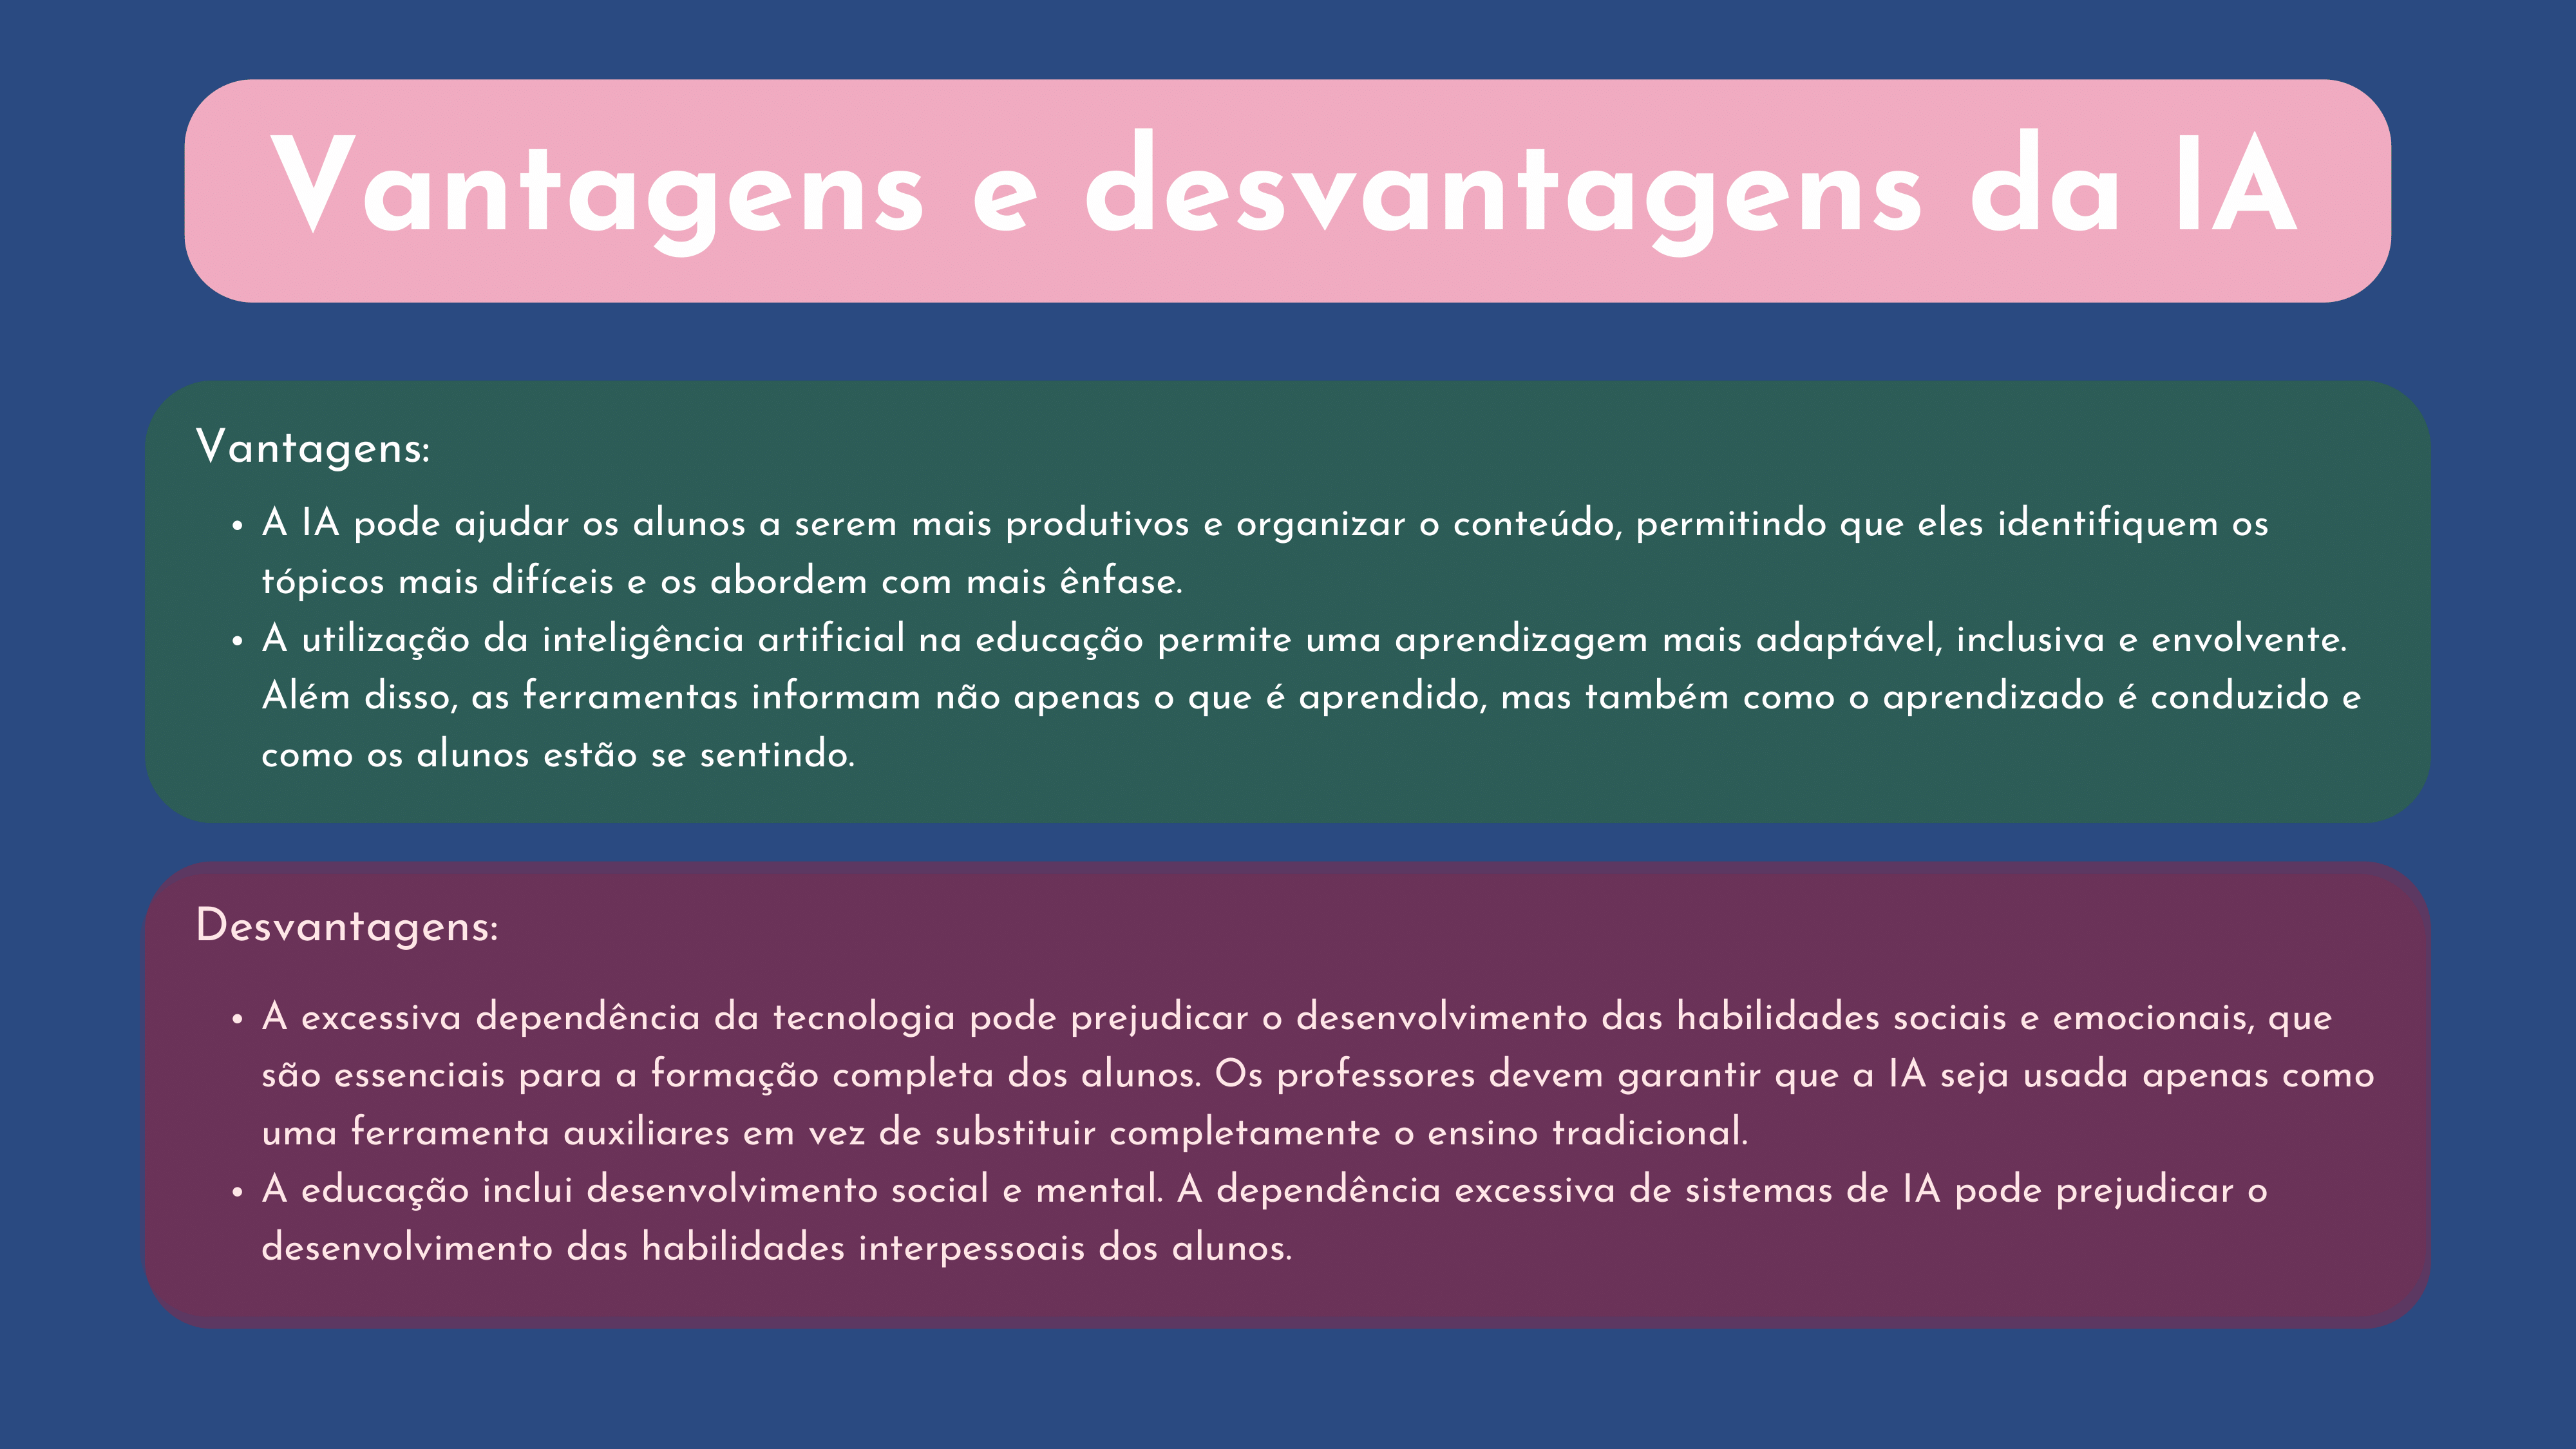 Vantagens e desvantagens da IA
Vantagens:
• A IA pode ajudar os alunos a serem mais produtivos e organizar o conteúdo, permitindo que eles identifiquem os
tópicos mais difíceis e os abordem com mais ênfase.
• A utilização da inteligência artificial na educação permite uma aprendizagem mais adaptável, inclusiva e envolvente.
Além disso, as ferramentas informam não apenas o que é aprendido, mas também como o aprendizado é conduzido e
como os alunos estão se sentindo.
Desvantagens:
• A excessiva dependência da tecnologia pode prejudicar o desenvolvimento das habilidades sociais e emocionais, que
são essenciais para a formação completa dos alunos. Os professores devem garantir que a IA seja usada apenas como
uma ferramenta auxiliares em vez de substituir completamente o ensino tradicional.
• A educação inclui desenvolvimento social e mental. A dependência excessiva de sistemas de IA pode prejudicar o
desenvolvimento das habilidades interpessoais dos alunos.